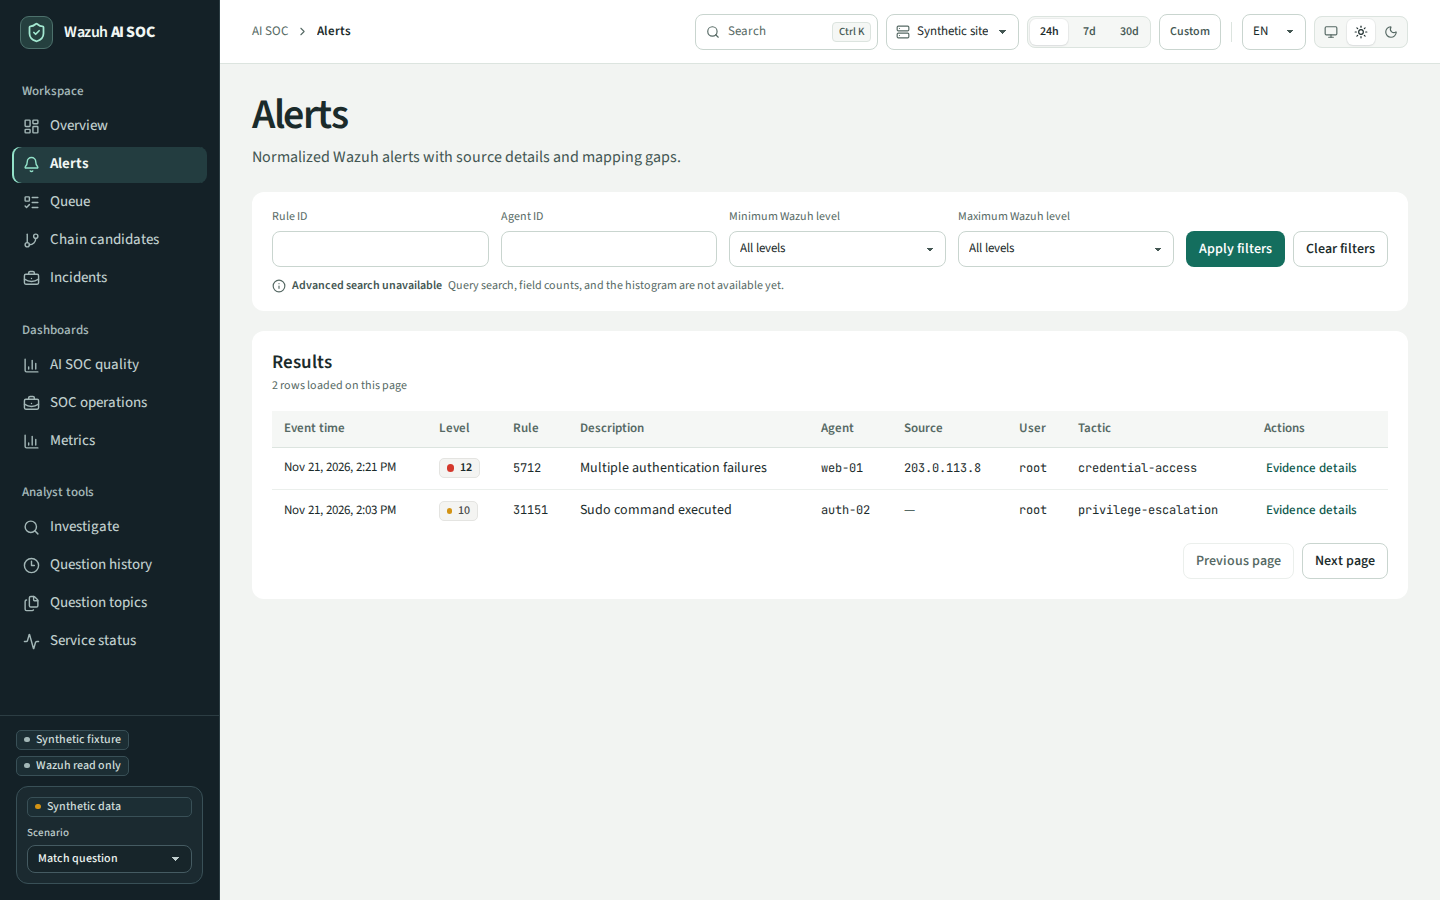 Wazuh AI SOC
Workspace
Overview
Alerts
Queue
Chain candidates
Incidents
Dashboards
AI SOC quality
SOC operations
Metrics
Analyst tools
Investigate
Question history
Question topics
Service status
Synthetic fixture
Wazuh read only
Synthetic data
Scenario
Match question
AI SOC > Alerts
Search Ctrl K
Synthetic site
24h 7d 30d
Custom
EN
Alerts
Normalized Wazuh alerts with source details and mapping gaps.
Rule ID Agent ID Minimum Wazuh level Maximum Wazuh level
All levels All levels Apply filters Clear filters
Advanced search unavailable Query search, field counts, and the histogram are not available yet.
Results
2 rows loaded on this page
Event time Level Rule Description Agent Source User Tactic Actions
Nov 21, 2026, 2:21 PM 12 5712 Multiple authentication failures web-01 203.0.113.8 root credential-access Evidence details
Nov 21, 2026, 2:03 PM 10 31151 Sudo command executed auth-02 — root privilege-escalation Evidence details
Previous page Next page